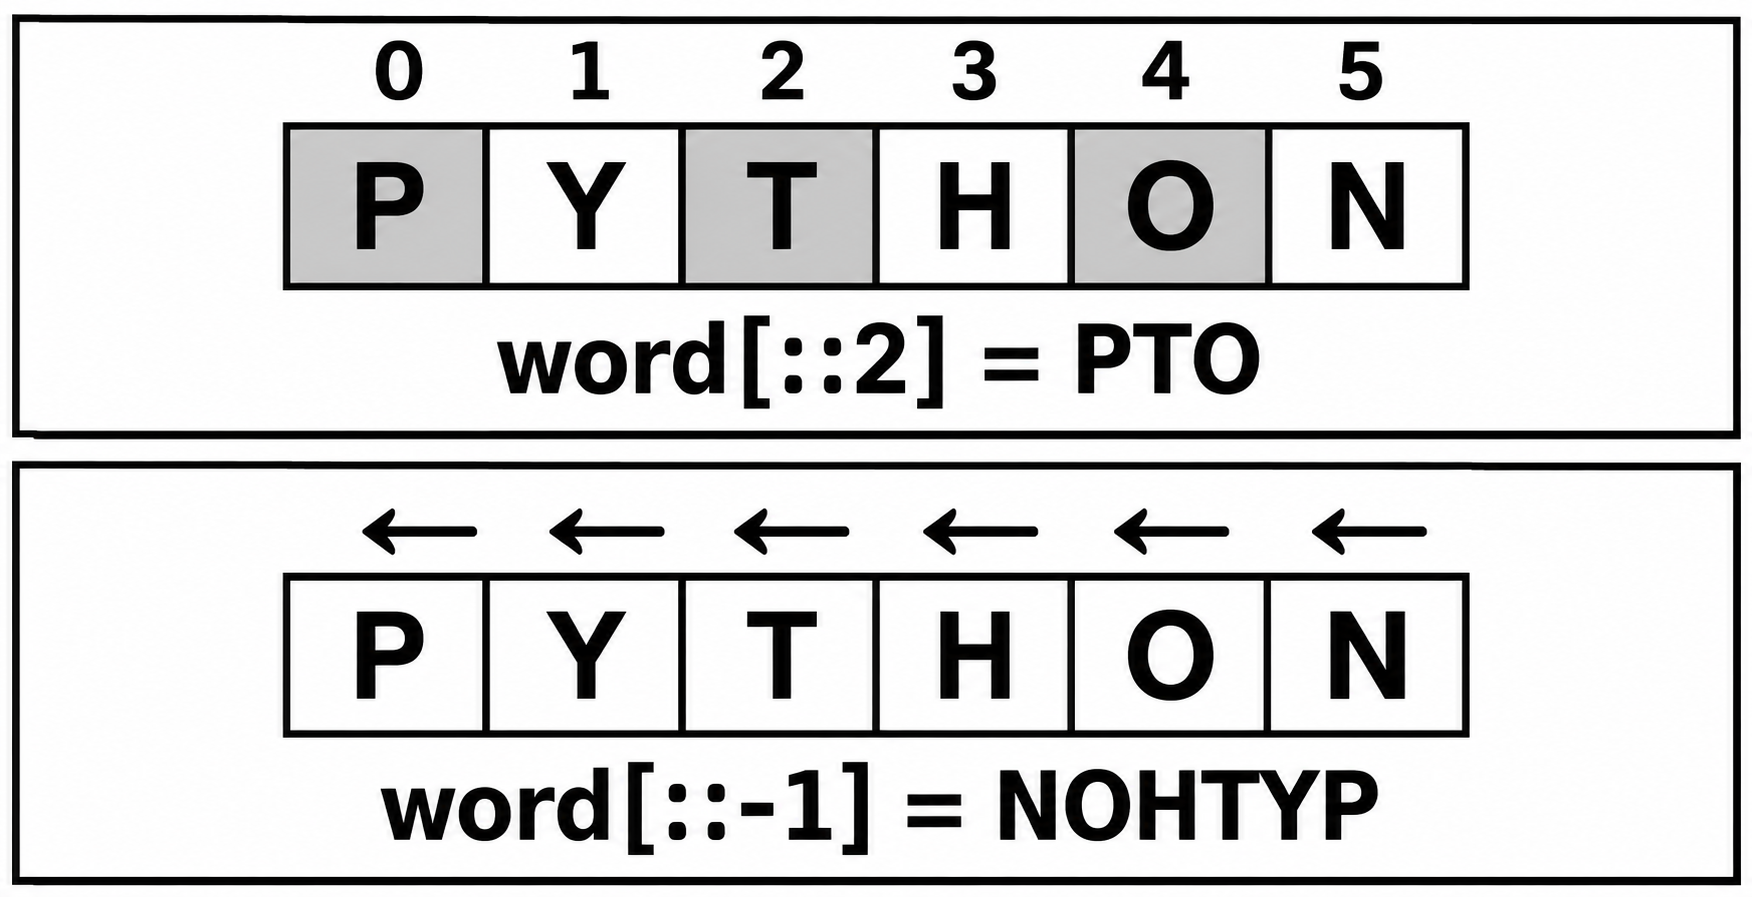 0 1 2 3 4 5
P Y T H O N
word[::2] = PTO
← ← ← ← ← ←
P Y T H O N
word[::-1] = NOHTYP